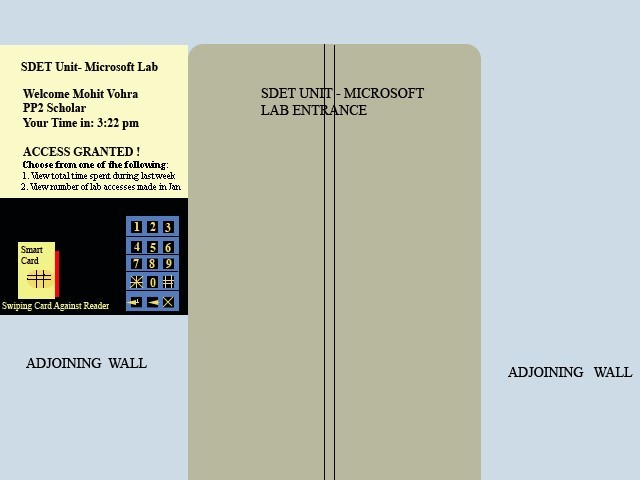 SDET Unit- Microsoft Lab
Welcome Mohit Vohra
PP2 Scholar
Your Time in: 3:22 pm
ACCESS GRANTED !
Choose from one of the following:
1. View total time spent during last week
2. View number of lab accesses made in Jan
SDET UNIT - MICROSOFT
LAB ENTRANCE
1 2 3
4 5 6
7 8 9
0
Smart
Card
Swiping Card Against Reader
ADJOINING WALL
ADJOINING WALL